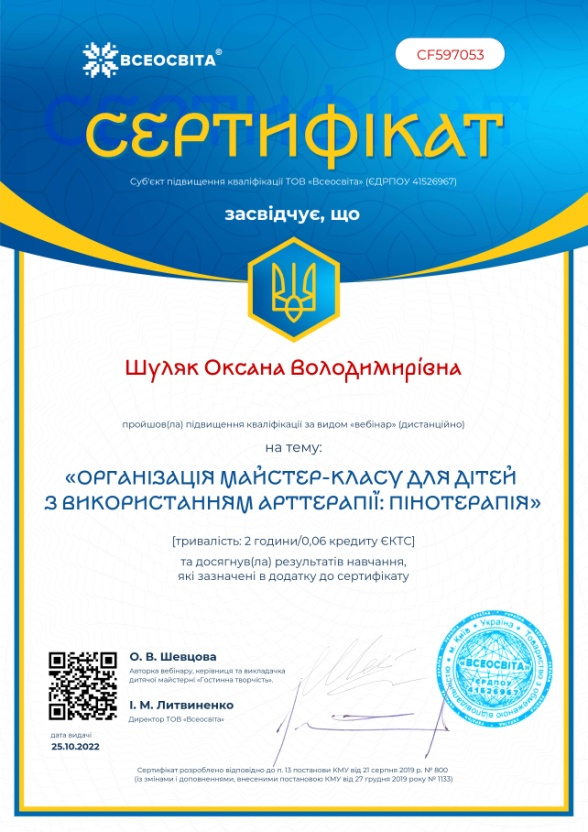 ВСЕОСВІТА©
CF597053
СЕРТИФІКАТ
Суб'єкт підвищення кваліфікації ТОВ «Всеосвіта» (ЄДРПОУ 41526967)
засвідчує, що
Шуляк Оксана Володимирівна
пройшов(ла) підвищення кваліфікації за видом «вебінар» (дистанційно)
на тему:
«ОРГАНІЗАЦІЯ МАЙСТЕР-КЛАСУ ДЛЯ ДІТЕЙ
З ВИКОРИСТАННЯМ АРТТЕРАПІЇ: ПІНОТЕРАПІЯ»
[тривалість: 2 години/0,06 кредиту ЄКТС]
та досягнув(ла) результатів навчання,
які зазначені в додатку до сертифікату
О. В. Шевцова
Авторка вебінару, керівниця та викладачка
дитячої майстерні «Гостинна творчість».
І. М. Литвиненко
Директор ТОВ «Всеосвіта»
дата видачі
25.10.2022
м. Київ * Україна * Товариство з обмеженою відповідальністю
«ВСЕОСВІТА»
ЄРДПОУ
41526967
Сертифікат розроблено відповідно до п. 13 постанови КМУ від 21 серпня 2019 р. № 800
(із змінами і доповненнями, внесеними постановою КМУ від 27 грудня 2019 року № 1133)